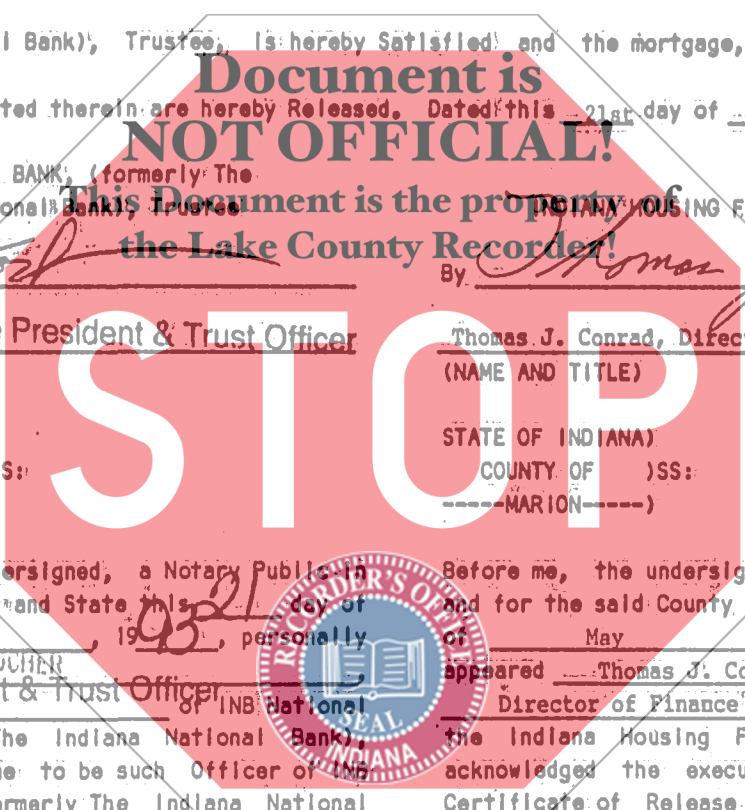 l Bank), Trustee, is hereby Satisfied and the mortgage,
ted therein are hereby Released. Dated this 21st day of
BANK, (formerly The
onal Bank), Trustee
INDIANA HOUSING F
Document is
NOT OFFICIAL!
This Document is the property of
the Lake County Recorder!
By Thomas
President & Trust Officer
Thomas J. Conrad, Direc
(NAME AND TITLE)
STOP
STATE OF INDIANA)
S:
COUNTY OF )SS:
-----MARION-----)
ersigned, a Notary Public in
and State this 21 day of
, 1993, personally
UCHER
t & Trust Officer
of INB National
he Indiana National Bank),
e to be such Officer of INB
ormerly The Indiana National
Before me, the undersig
and for the said County
of May
appeared Thomas J. Co
Director of Finance
the Indiana Housing F
acknowledged the execu
Certificate of Release
RECORDER'S OFFICE
SEAL
INDIANA